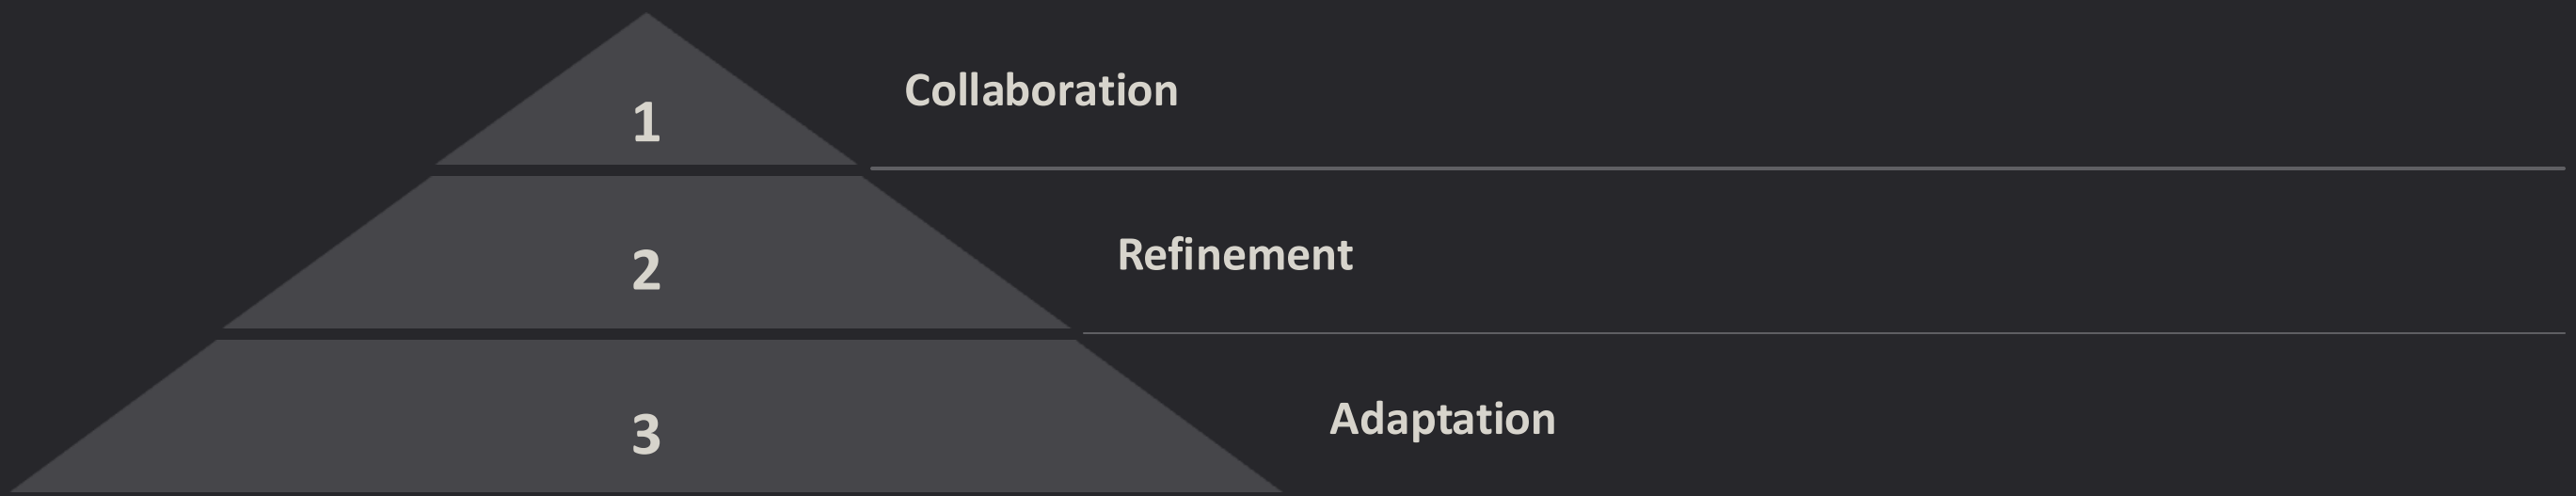 1
Collaboration
2
Refinement
3
Adaptation